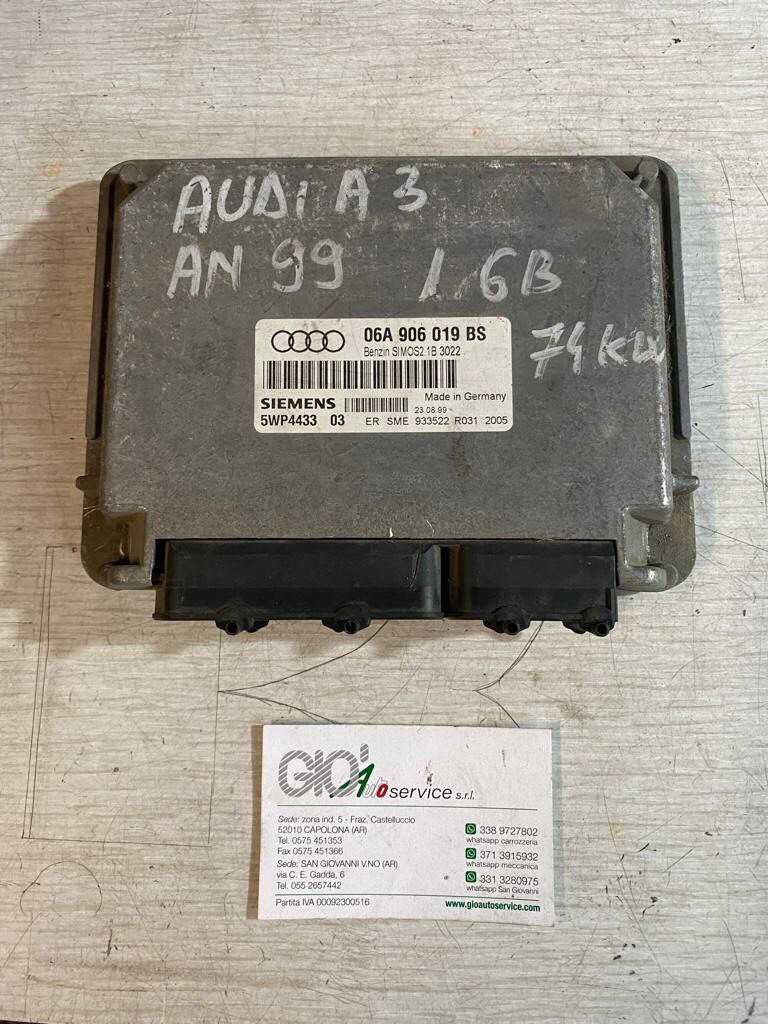 AUDI A3
AN 99 1.6B
74 KW
06A 906 019 BS
Benzin SIMOS2.1B 3022
SIEMENS
Made in Germany
23.08.99
5WP4433 03 ER SME 933522 R031 2005
GIO' Autoservice s.r.l.
Sede: zona ind. 5 - Fraz. Castelluccio
52010 CAPOLONA (AR)
Tel. 0575 451353
Fax 0575 451366
Sede: SAN GIOVANNI V.NO (AR)
via C. E. Gadda, 6
Tel. 055 2657442
Partita IVA 00092300516
338 9727802
whatsapp carrozzeria
371 3915932
whatsapp meccanica
331 3280975
whatsapp San Giovanni
www.gioautoservice.com